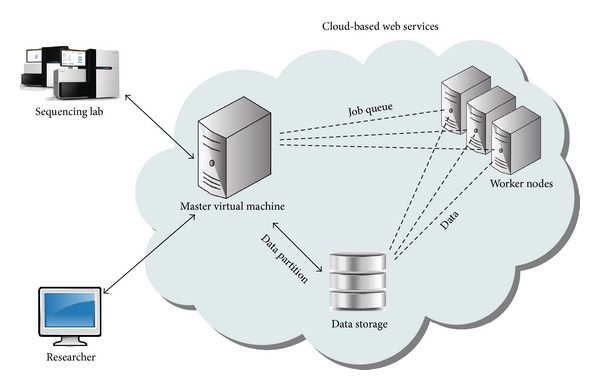 Cloud-based web services
Sequencing lab
Job queue
Master virtual machine
Worker nodes
Data
Data partition
Data storage
Researcher